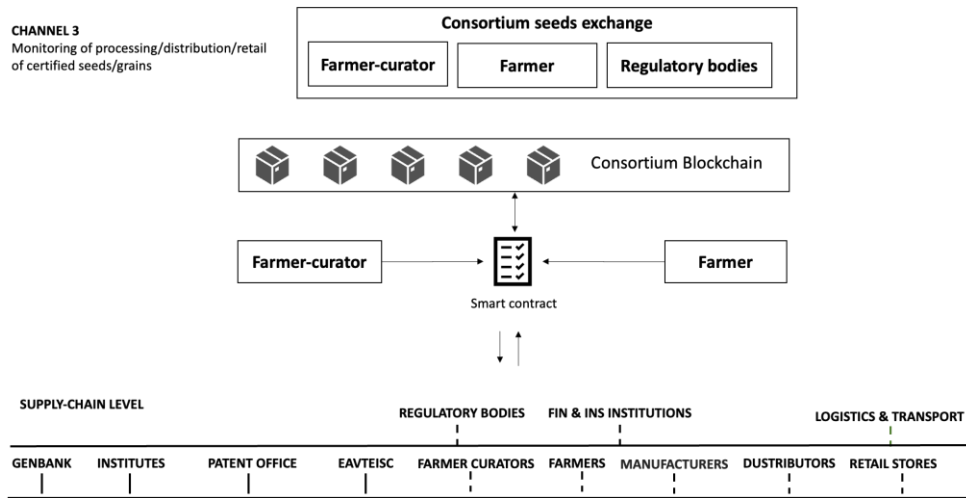 CHANNEL 3
Monitoring of processing/distribution/retail
of certified seeds/grains
Consortium seeds exchange
Farmer-curator
Farmer
Regulatory bodies
Consortium Blockchain
Farmer-curator
Farmer
Smart contract
SUPPLY-CHAIN LEVEL
REGULATORY BODIES
FIN & INS INSTITUTIONS
LOGISTICS & TRANSPORT
GENBANK
INSTITUTES
PATENT OFFICE
EAVTEISC
FARMER CURATORS
FARMERS
MANUFACTURERS
DUSTRIBUTORS
RETAIL STORES